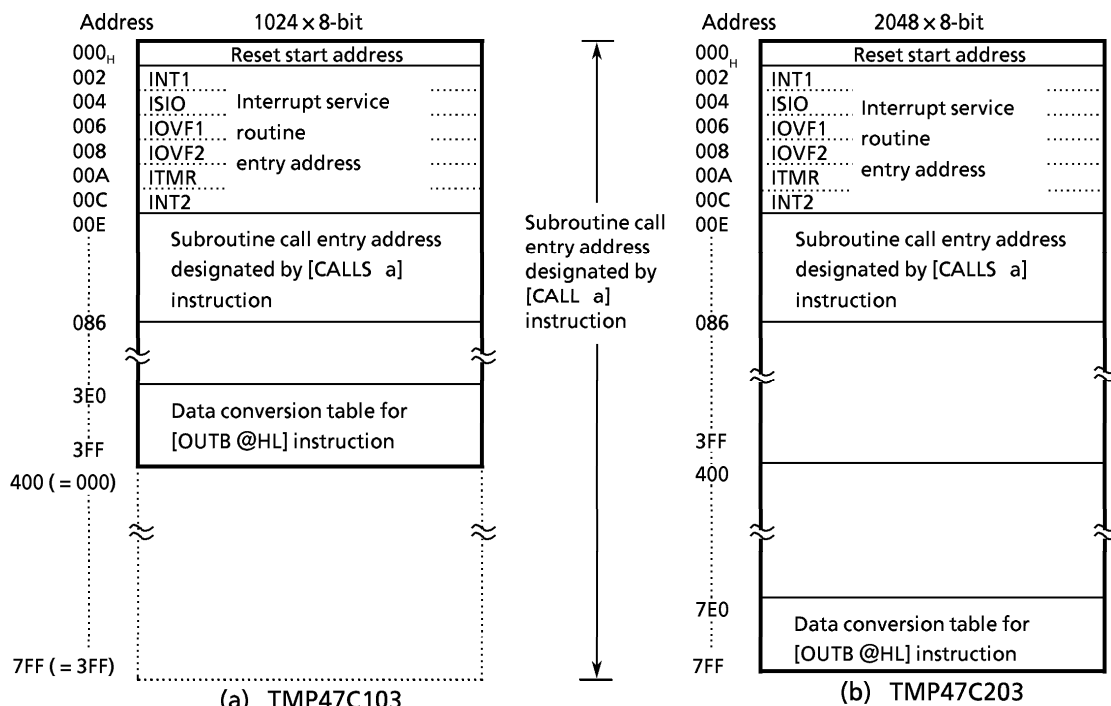 Address 1024 × 8-bit
000H Reset start address
002 INT1
004 ISIO Interrupt service
006 IOVF1 routine
008 IOVF2 entry address
00A ITMR
00C INT2
00E
Subroutine call entry address
designated by [CALLS a]
instruction
086
3E0
Data conversion table for
[OUTB @HL] instruction
3FF
400 ( = 000)
7FF ( = 3FF)
(a) TMP47C103
Subroutine call
entry address
designated by
[CALL a]
instruction
Address 2048 × 8-bit
000H Reset start address
002 INT1
004 ISIO Interrupt service
006 IOVF1 routine
008 IOVF2 entry address
00A ITMR
00C INT2
00E
Subroutine call entry address
designated by [CALLS a]
instruction
086
3FF
400
7E0
Data conversion table for
[OUTB @HL] instruction
7FF
(b) TMP47C203